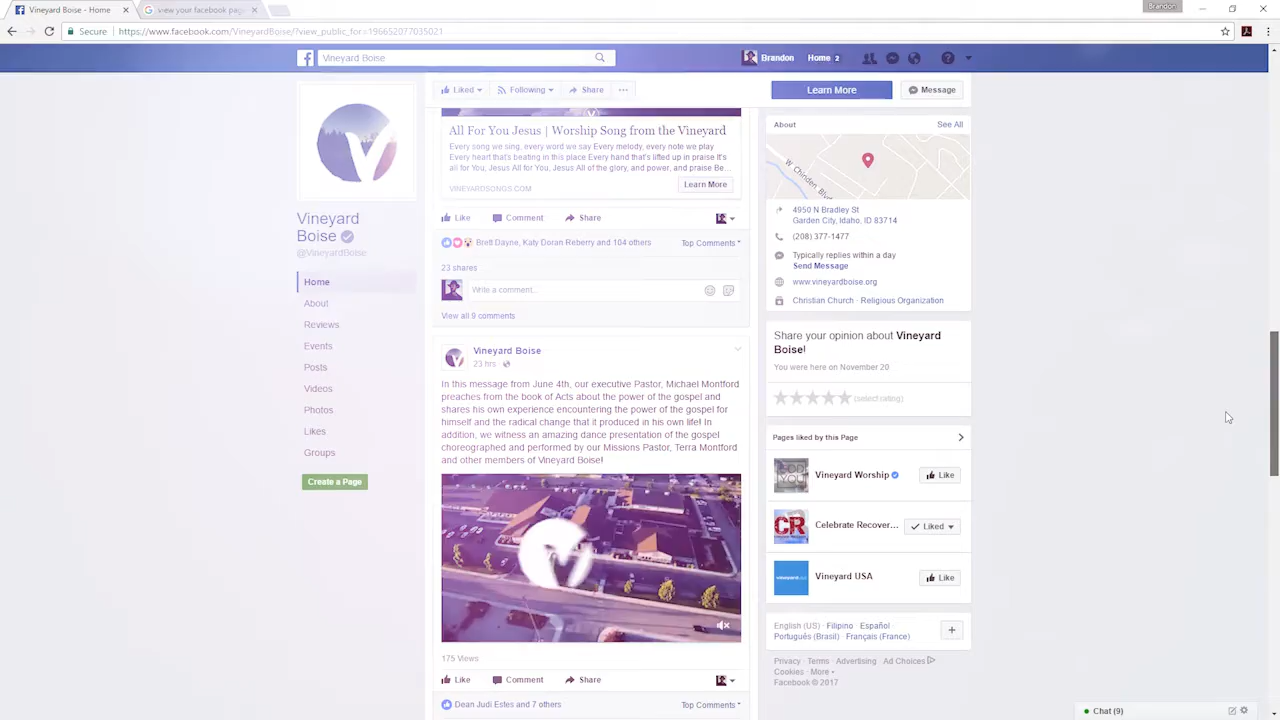 Vineyard Boise - Home
view your facebook pag
Brandon
Secure
https://www.facebook.com/VineyardBoise/?view_public_for=196652077035021
Vineyard Boise
Brandon
Home 2
Liked
Following
Share
Learn More
Message
Vineyard
Boise
@VineyardBoise
Home
About
Reviews
Events
Posts
Videos
Photos
Likes
Groups
Create a Page
All For You Jesus | Worship Song from the Vineyard
Every song we sing, every word we say Every melody, every note we play
Every heart that's beating in this place Every hand that's lifted up in praise It's
all for You, Jesus All for You, Jesus All of the glory, and power, and praise Be...
VINEYARDSONGS.COM
Learn More
Like
Comment
Share
Brett Dayne, Katy Doran Reberry and 104 others
Top Comments
23 shares
Write a comment...
View all 9 comments
Vineyard Boise
23 hrs
In this message from June 4th, our executive Pastor, Michael Montford
preaches from the book of Acts about the power of the gospel and
shares his own experience encountering the power of the gospel for
himself and the radical change that it produced in his own life! In
addition, we witness an amazing dance presentation of the gospel
choreographed and performed by our Missions Pastor, Terra Montford
and other members of Vineyard Boise!
175 Views
Like
Comment
Share
Dean Judi Estes and 7 others
Top Comments
About
See All
W Chinden Blvd
4950 N Bradley St
Garden City, Idaho, ID 83714
(208) 377-1477
Typically replies within a day
Send Message
www.vineyardboise.org
Christian Church · Religious Organization
Share your opinion about Vineyard
Boise!
You were here on November 20
(select rating)
Pages liked by this Page
Vineyard Worship
Like
CR
Celebrate Recover...
Liked
Vineyard USA
Like
English (US) · Filipino · Español
Português (Brasil) · Français (France)
Privacy · Terms · Advertising · Ad Choices
Cookies · More
Facebook © 2017
Chat (9)